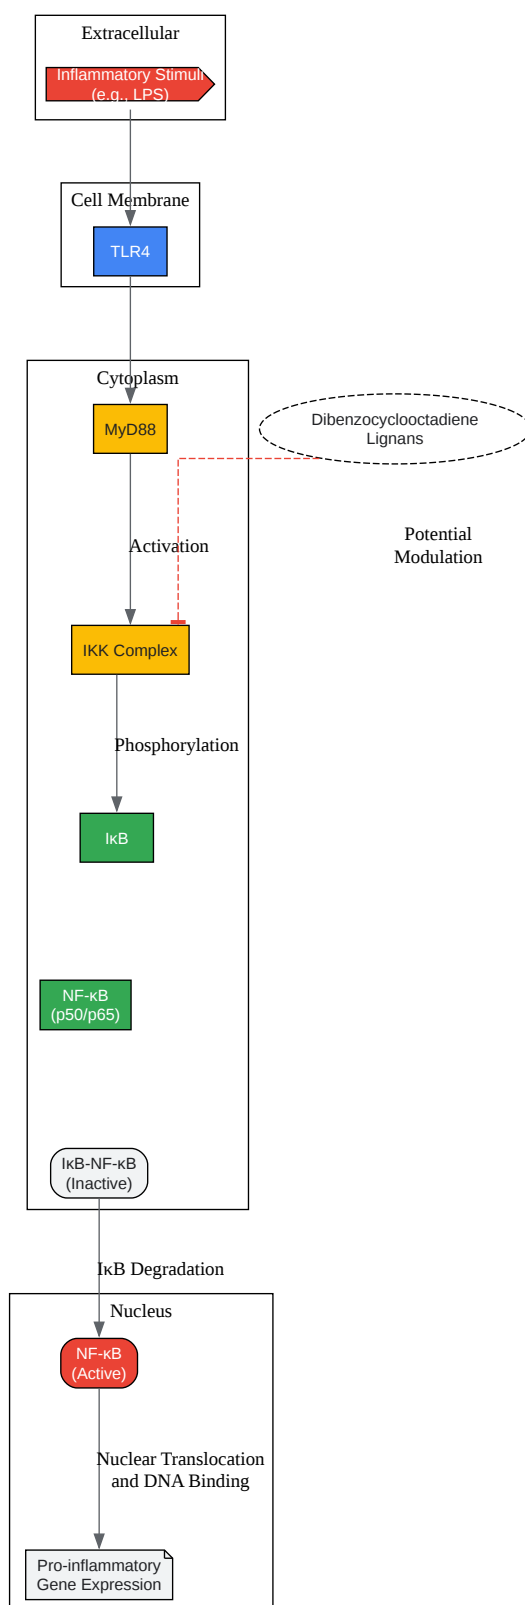 Extracellular
Inflammatory Stimuli
(e.g., LPS)
Cell Membrane
TLR4
Cytoplasm
MyD88
Dibenzocyclooctadiene
Lignans
Potential
Modulation
Activation
IKK Complex
Phosphorylation
IκB
NF-κB
(p50/p65)
IκB-NF-κB
(Inactive)
IκB Degradation
Nucleus
NF-κB
(Active)
Nuclear Translocation
and DNA Binding
Pro-inflammatory
Gene Expression